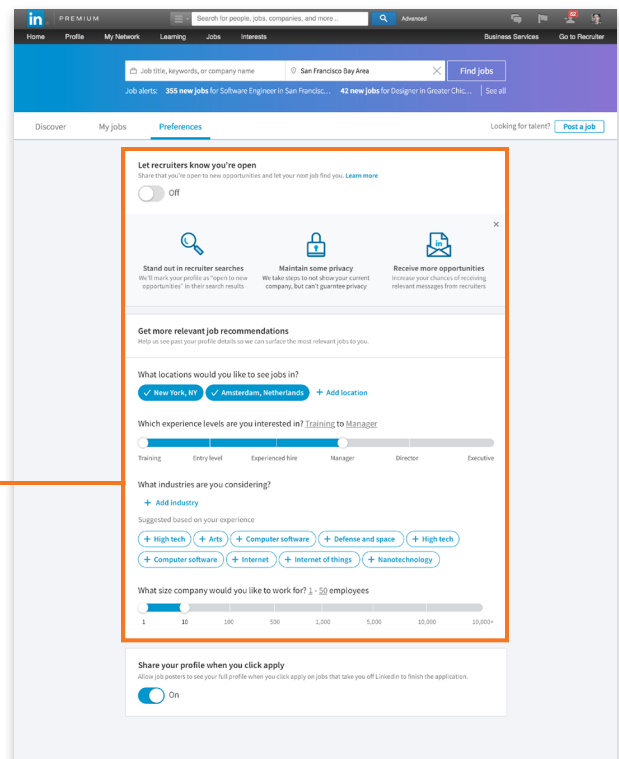 in PREMIUM Search for people, jobs, companies, and more... Advanced
Home Profile My Network Learning Jobs Interests Business Services Go to Recruiter
Job title, keywords, or company name San Francisco Bay Area Find jobs
Job alerts: 355 new jobs for Software Engineer in San Francisc... 42 new jobs for Designer in Greater Chic... See all
Discover My jobs Preferences Looking for talent? Post a job
Let recruiters know you're open
Share that you're open to new opportunities and let your next job find you. Learn more
Off
in
Stand out in recruiter searches Maintain some privacy Receive more opportunities
We'll mark your profile as "open to new We take steps to not show your current Increase your chances of receiving
opportunities" in their search results company, but can't guarntee privacy relevant messages from recruiters
Get more relevant job recommendations
Help us see past your profile details so we can surface the most relevant jobs to you.
What locations would you like to see jobs in?
New York, NY Amsterdam, Netherlands + Add location
Which experience levels are you interested in? Training to Manager
Training Entry level Experienced hire Manager Director Executive
What industries are you considering?
+ Add industry
Suggested based on your experience
+ High tech + Arts + Computer software + Defense and space + High tech
+ Computer software + Internet + Internet of things + Nanotechnology
What size company would you like to work for? 1 - 50 employees
1 10 100 500 1,000 5,000 10,000 10,000+
Share your profile when you click apply
Allow job posters to see your full profile when you click apply on jobs that take you off LinkedIn to finish the application.
On